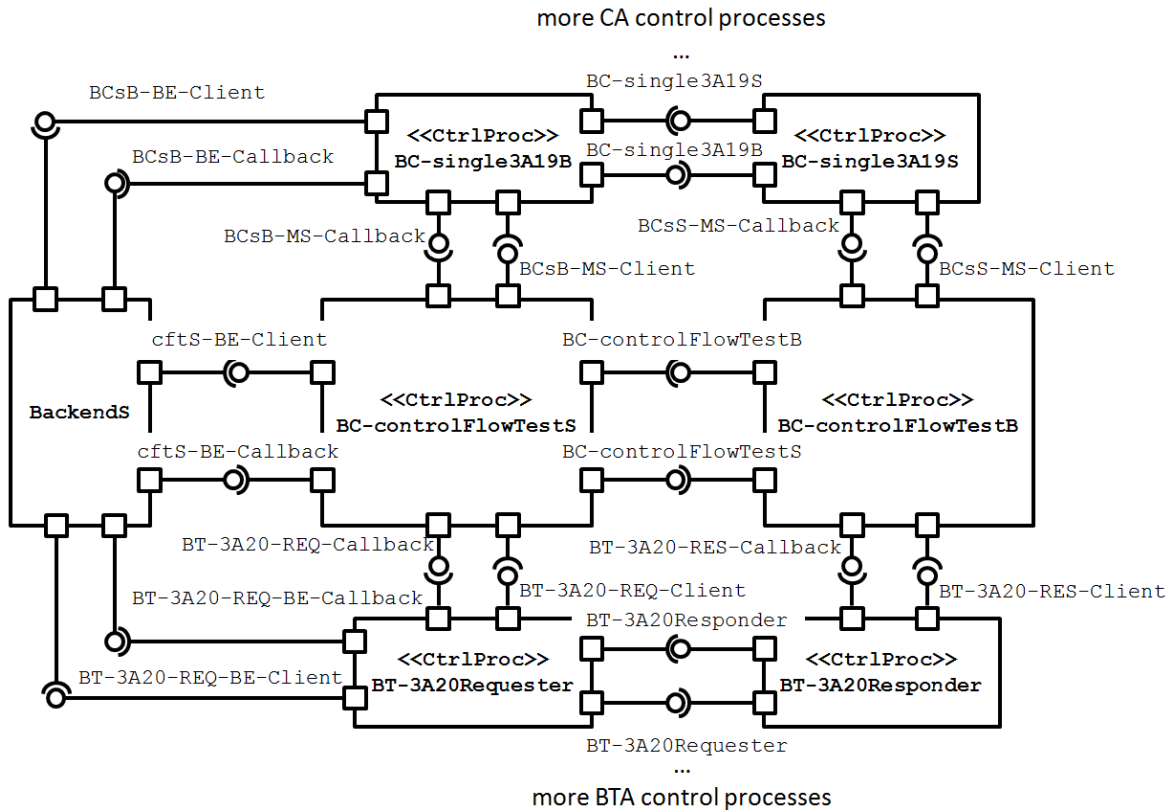 more CA control processes
...
BC-single3A19S
BCsB-BE-Client
<<CtrlProc>>
BC-single3A19B
<<CtrlProc>>
BC-single3A19S
BC-single3A19B
BCsB-BE-Callback
BCsB-MS-Callback
BCsS-MS-Callback
BCsB-MS-Client
BCsS-MS-Client
cftS-BE-Client
BC-controlFlowTestB
BackendS
<<CtrlProc>>
BC-controlFlowTestS
<<CtrlProc>>
BC-controlFlowTestB
cftS-BE-Callback
BC-controlFlowTestS
BT-3A20-REQ-Callback
BT-3A20-RES-Callback
BT-3A20-REQ-BE-Callback
BT-3A20-REQ-Client
BT-3A20-RES-Client
BT-3A20Responder
BT-3A20-REQ-BE-Client
<<CtrlProc>>
BT-3A20Requester
<<CtrlProc>>
BT-3A20Responder
BT-3A20Requester
...
more BTA control processes